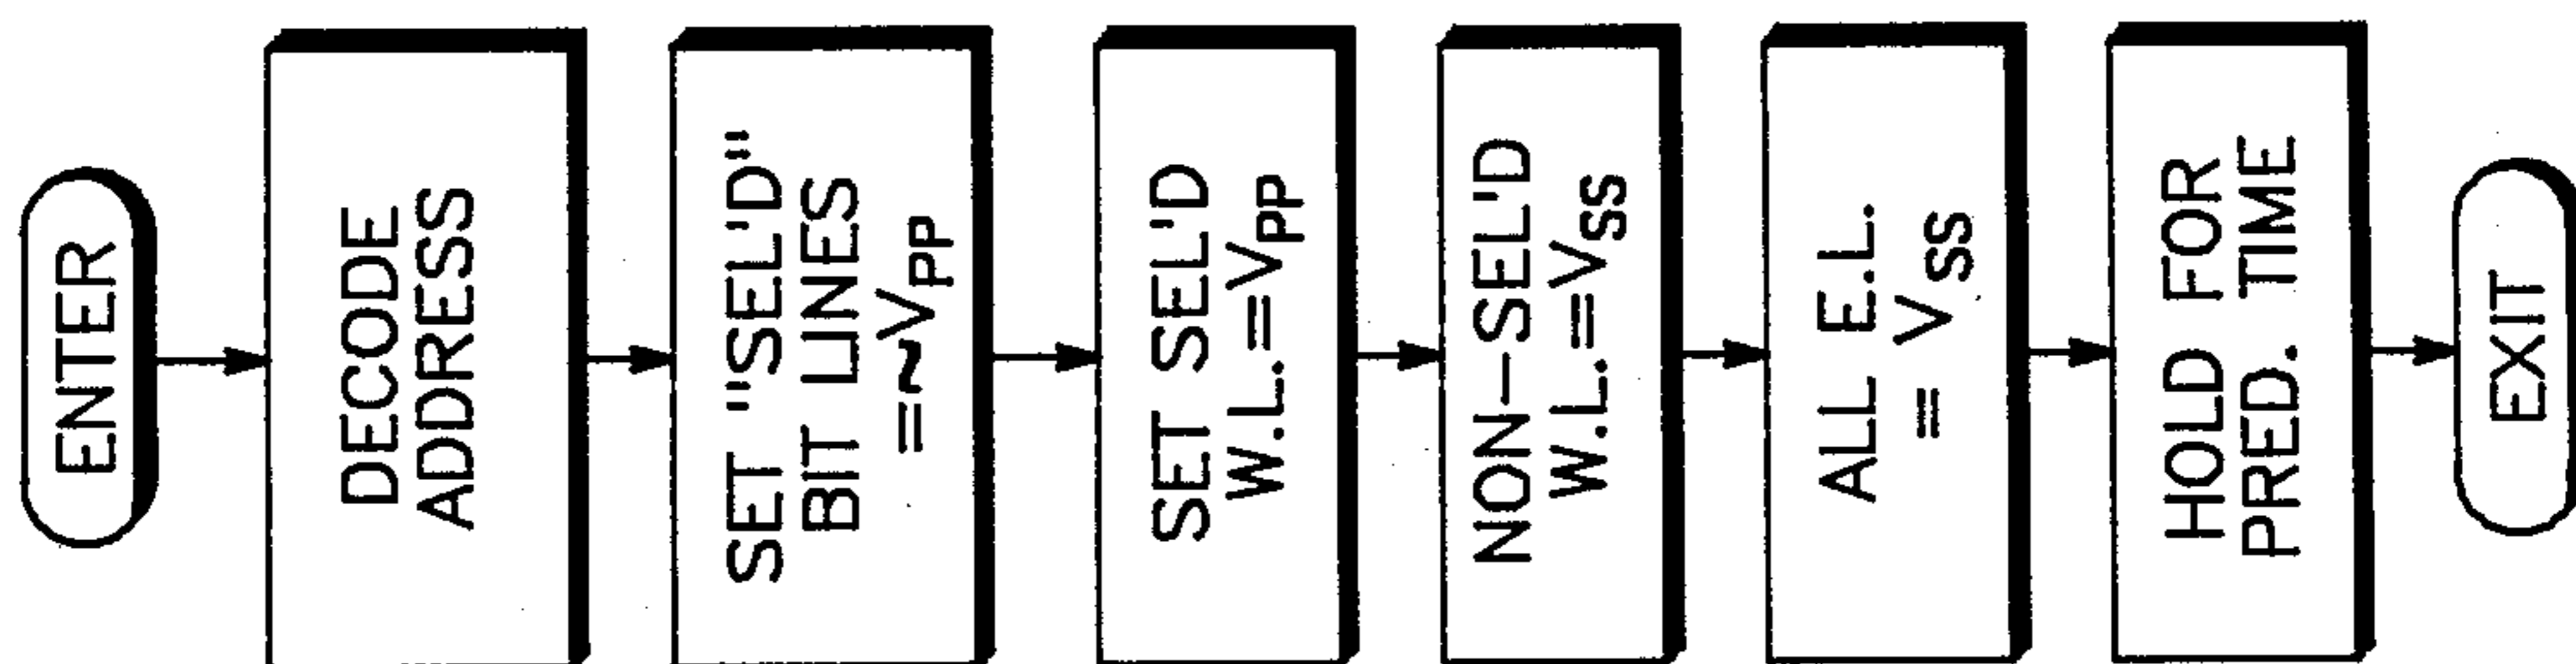 ENTER
DECODE
ADDRESS
SET "SEL'D"
BIT LINES
=~VPP
SET SEL'D
W.L.=VPP
NON-SEL'D
W.L.=VSS
ALL E.L.
= VSS
HOLD FOR
PRED. TIME
EXIT